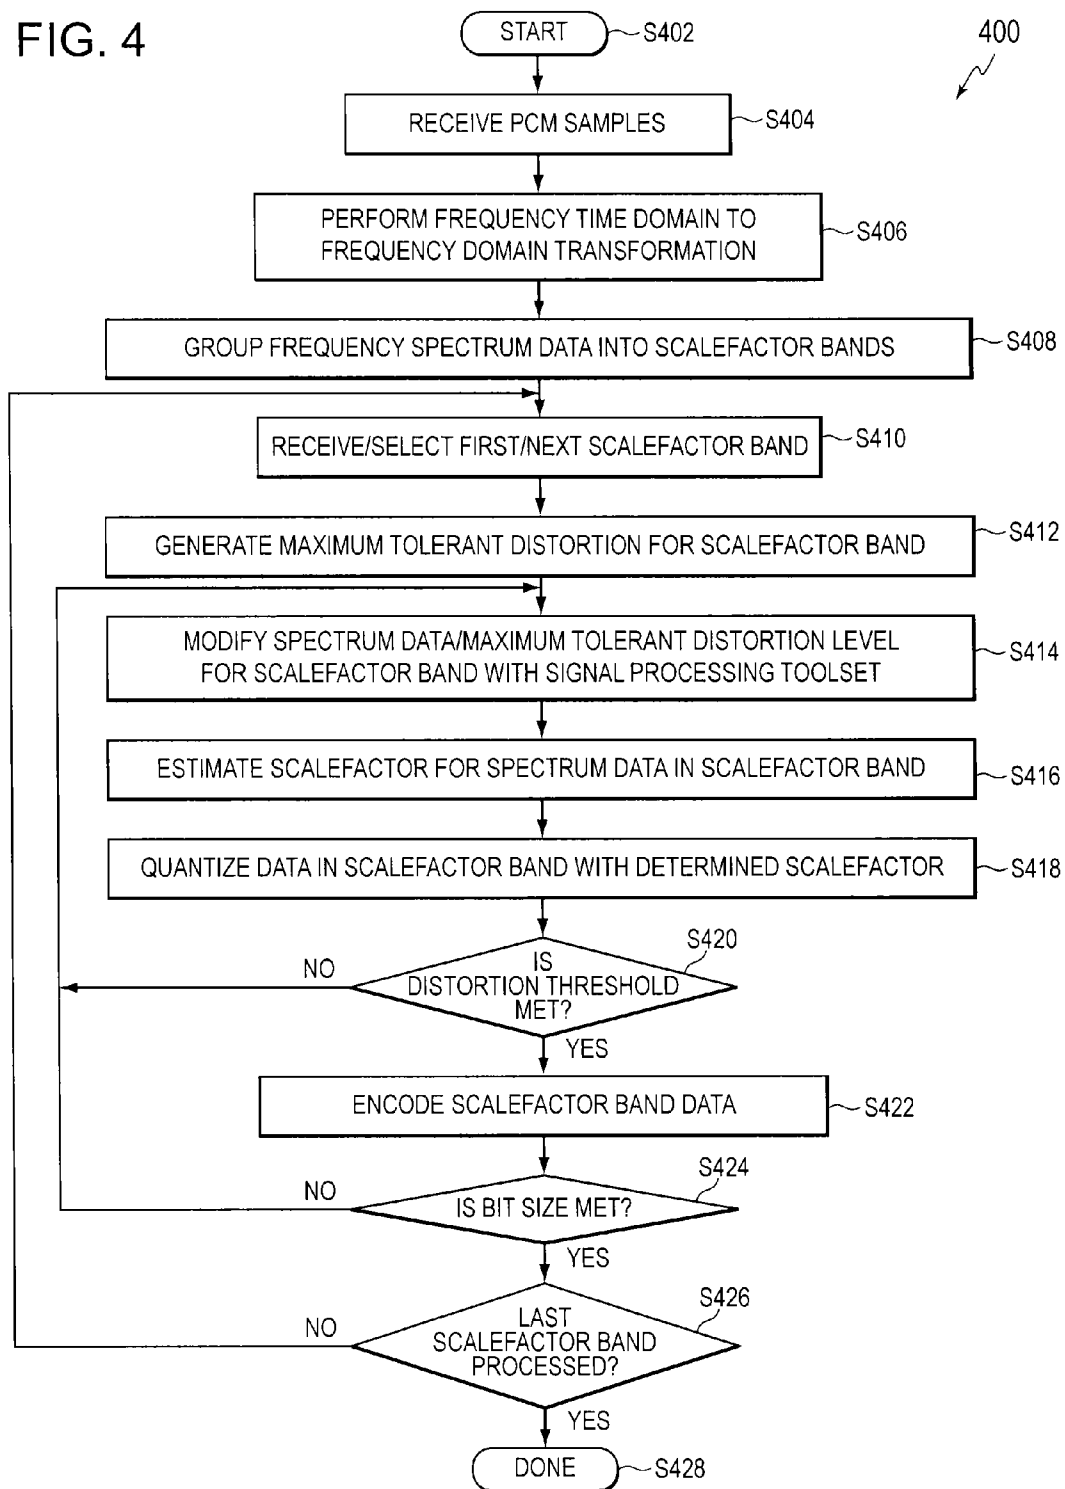 FIG. 4
START
S402
400
RECEIVE PCM SAMPLES
S404
PERFORM FREQUENCY TIME DOMAIN TO
FREQUENCY DOMAIN TRANSFORMATION
S406
GROUP FREQUENCY SPECTRUM DATA INTO SCALEFACTOR BANDS
S408
RECEIVE/SELECT FIRST/NEXT SCALEFACTOR BAND
S410
GENERATE MAXIMUM TOLERANT DISTORTION FOR SCALEFACTOR BAND
S412
MODIFY SPECTRUM DATA/MAXIMUM TOLERANT DISTORTION LEVEL
FOR SCALEFACTOR BAND WITH SIGNAL PROCESSING TOOLSET
S414
ESTIMATE SCALEFACTOR FOR SPECTRUM DATA IN SCALEFACTOR BAND
S416
QUANTIZE DATA IN SCALEFACTOR BAND WITH DETERMINED SCALEFACTOR
S418
IS
DISTORTION THRESHOLD
MET?
S420
NO
YES
ENCODE SCALEFACTOR BAND DATA
S422
IS BIT SIZE MET?
S424
NO
YES
LAST
SCALEFACTOR BAND
PROCESSED?
S426
NO
YES
DONE
S428